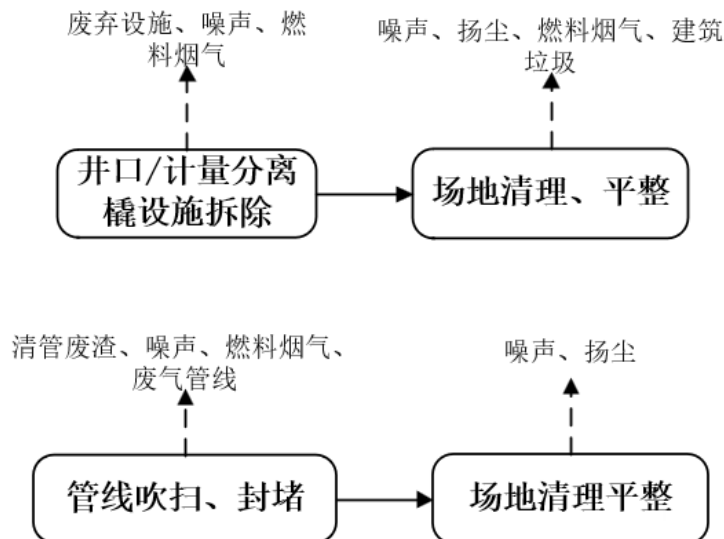 废弃设施、噪声、燃
料烟气
噪声、扬尘、燃料烟气、建筑
垃圾
井口/计量分离
橇设施拆除
场地清理、平整
清管废渣、噪声、燃料烟气、
废气管线
噪声、扬尘
管线吹扫、封堵
场地清理平整